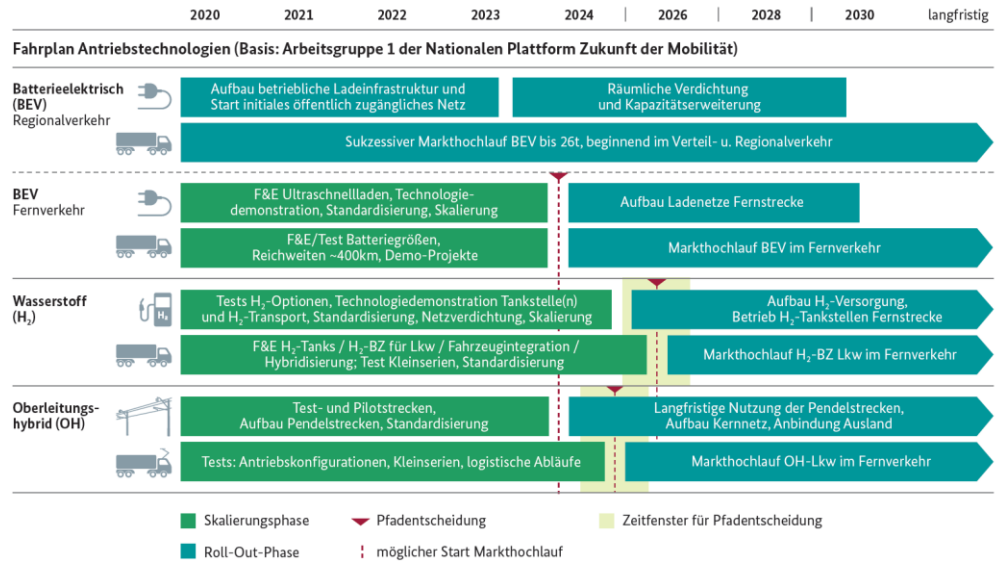 2020 2021 2022 2023 2024 2026 2028 2030 langfristig
Fahrplan Antriebstechnologien (Basis: Arbeitsgruppe 1 der Nationalen Plattform Zukunft der Mobilität)
Batterieelektrisch
(BEV)
Regionalverkehr
Aufbau betriebliche Ladeinfrastruktur und
Start initiales öffentlich zugängliches Netz
Räumliche Verdichtung
und Kapazitätserweiterung
Sukzessiver Markthochlauf BEV bis 26t, beginnend im Verteil- u. Regionalverkehr
BEV
Fernverkehr
F&E Ultraschnellladen, Technologie-
demonstration, Standardisierung, Skalierung
Aufbau Ladenetze Fernstrecke
F&E/Test Batteriegrößen,
Reichweiten ~400km, Demo-Projekte
Markthochlauf BEV im Fernverkehr
Wasserstoff
(H₂)
H₂
Tests H₂-Optionen, Technologiedemonstration Tankstelle(n)
und H₂-Transport, Standardisierung, Netzverdichtung, Skalierung
Aufbau H₂-Versorgung,
Betrieb H₂-Tankstellen Fernstrecke
F&E H₂-Tanks / H₂-BZ für Lkw / Fahrzeugintegration /
Hybridisierung; Test Kleinserien, Standardisierung
Markthochlauf H₂-BZ Lkw im Fernverkehr
Oberleitungs-
hybrid (OH)
Test- und Pilotstrecken,
Aufbau Pendelstrecken, Standardisierung
Langfristige Nutzung der Pendelstrecken,
Aufbau Kernnetz, Anbindung Ausland
Tests: Antriebskonfigurationen, Kleinserien, logistische Abläufe
Markthochlauf OH-Lkw im Fernverkehr
Skalierungsphase
Pfadentscheidung
Zeitfenster für Pfadentscheidung
Roll-Out-Phase
möglicher Start Markthochlauf